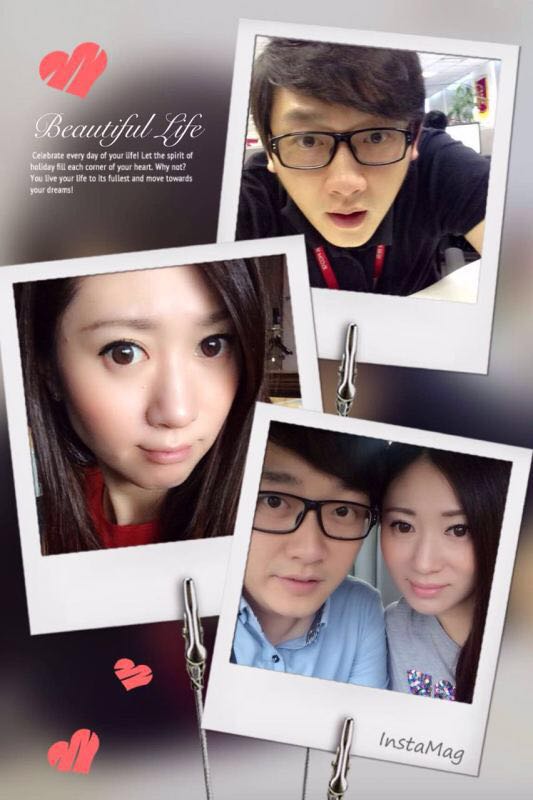 Beautiful Life
Celebrate every day of your life! Let the spirit of
holiday fill each corner of your heart. Why not?
You live your life to its fullest and move towards
your dreams!
InstaMag